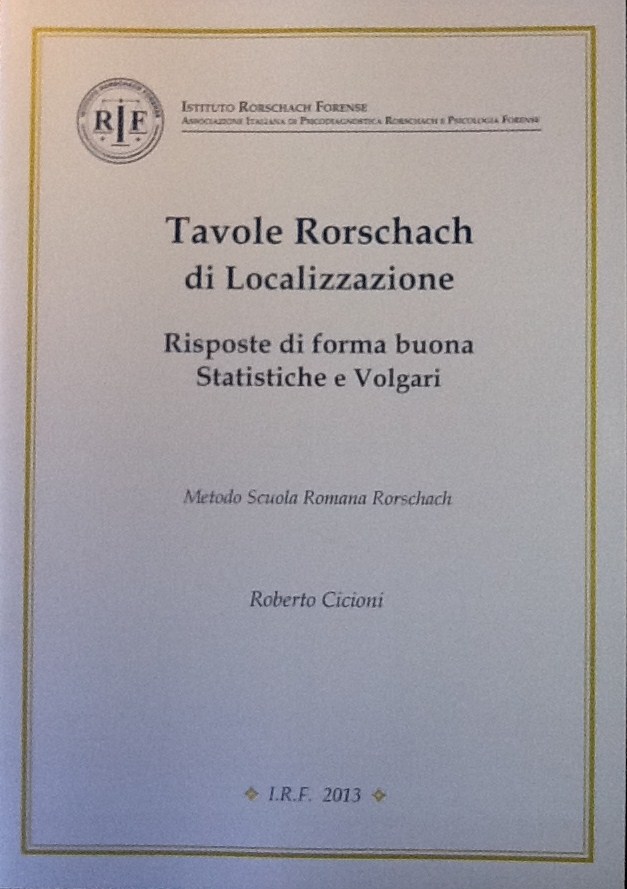 ISTITUTO RORSCHACH FORENSE
ASSOCIAZIONE ITALIANA DI PSICODIAGNOSTICA RORSCHACH E PSICOLOGIA FORENSE
RIF
Tavole Rorschach
di Localizzazione
Risposte di forma buona
Statistiche e Volgari
Metodo Scuola Romana Rorschach
Roberto Cicioni
I.R.F. 2013